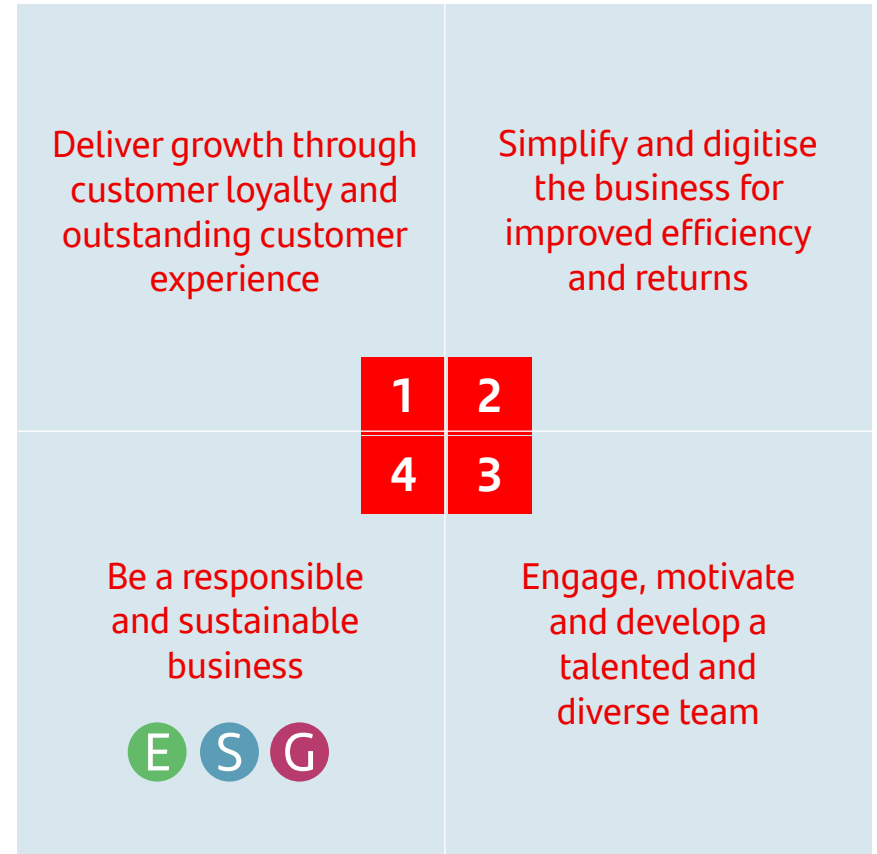 Deliver growth through
customer loyalty and
outstanding customer
experience
Simplify and digitise
the business for
improved efficiency
and returns
1 2
4 3
Be a responsible
and sustainable
business
E S G
Engage, motivate
and develop a
talented and
diverse team